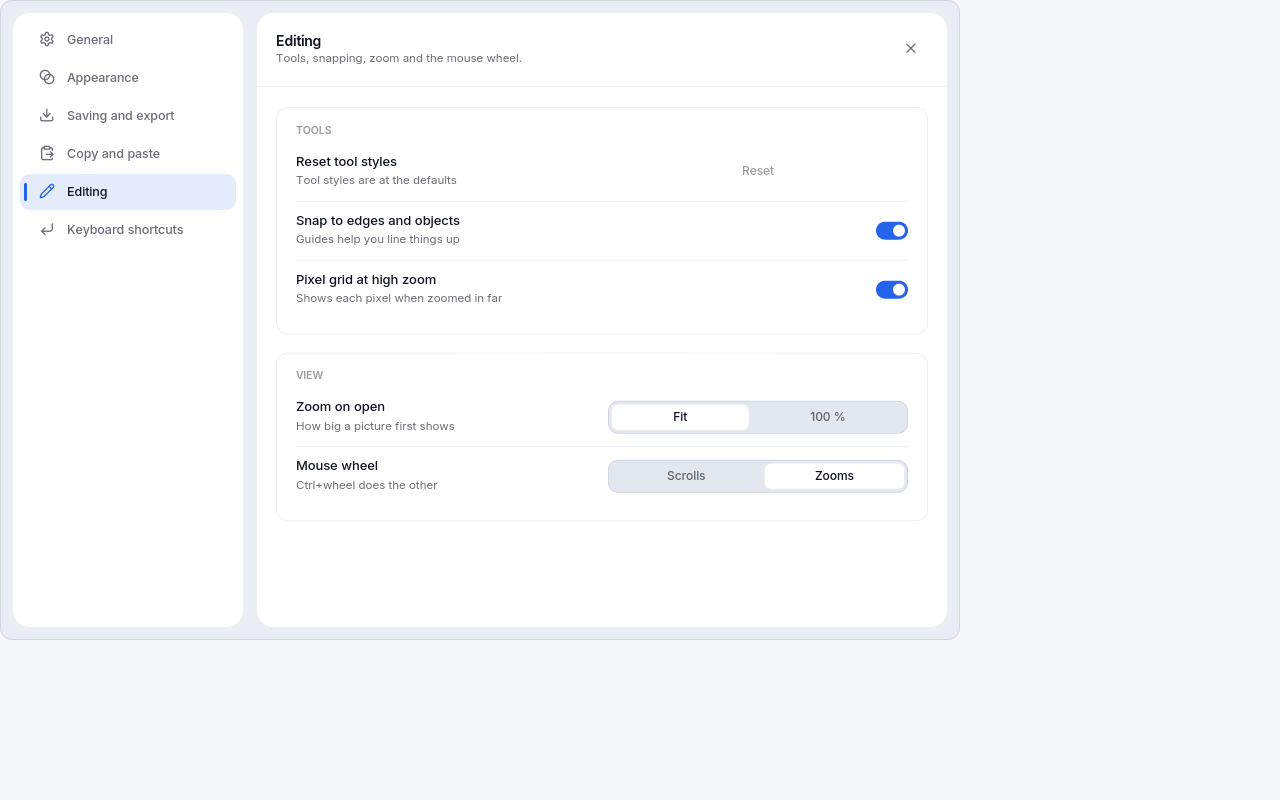 General
Appearance
Saving and export
Copy and paste
Editing
Keyboard shortcuts
Editing
Tools, snapping, zoom and the mouse wheel.
TOOLS
Reset tool styles
Tool styles are at the defaults
Reset
Snap to edges and objects
Guides help you line things up
Pixel grid at high zoom
Shows each pixel when zoomed in far
VIEW
Zoom on open
How big a picture first shows
Fit
100 %
Mouse wheel
Ctrl+wheel does the other
Scrolls
Zooms